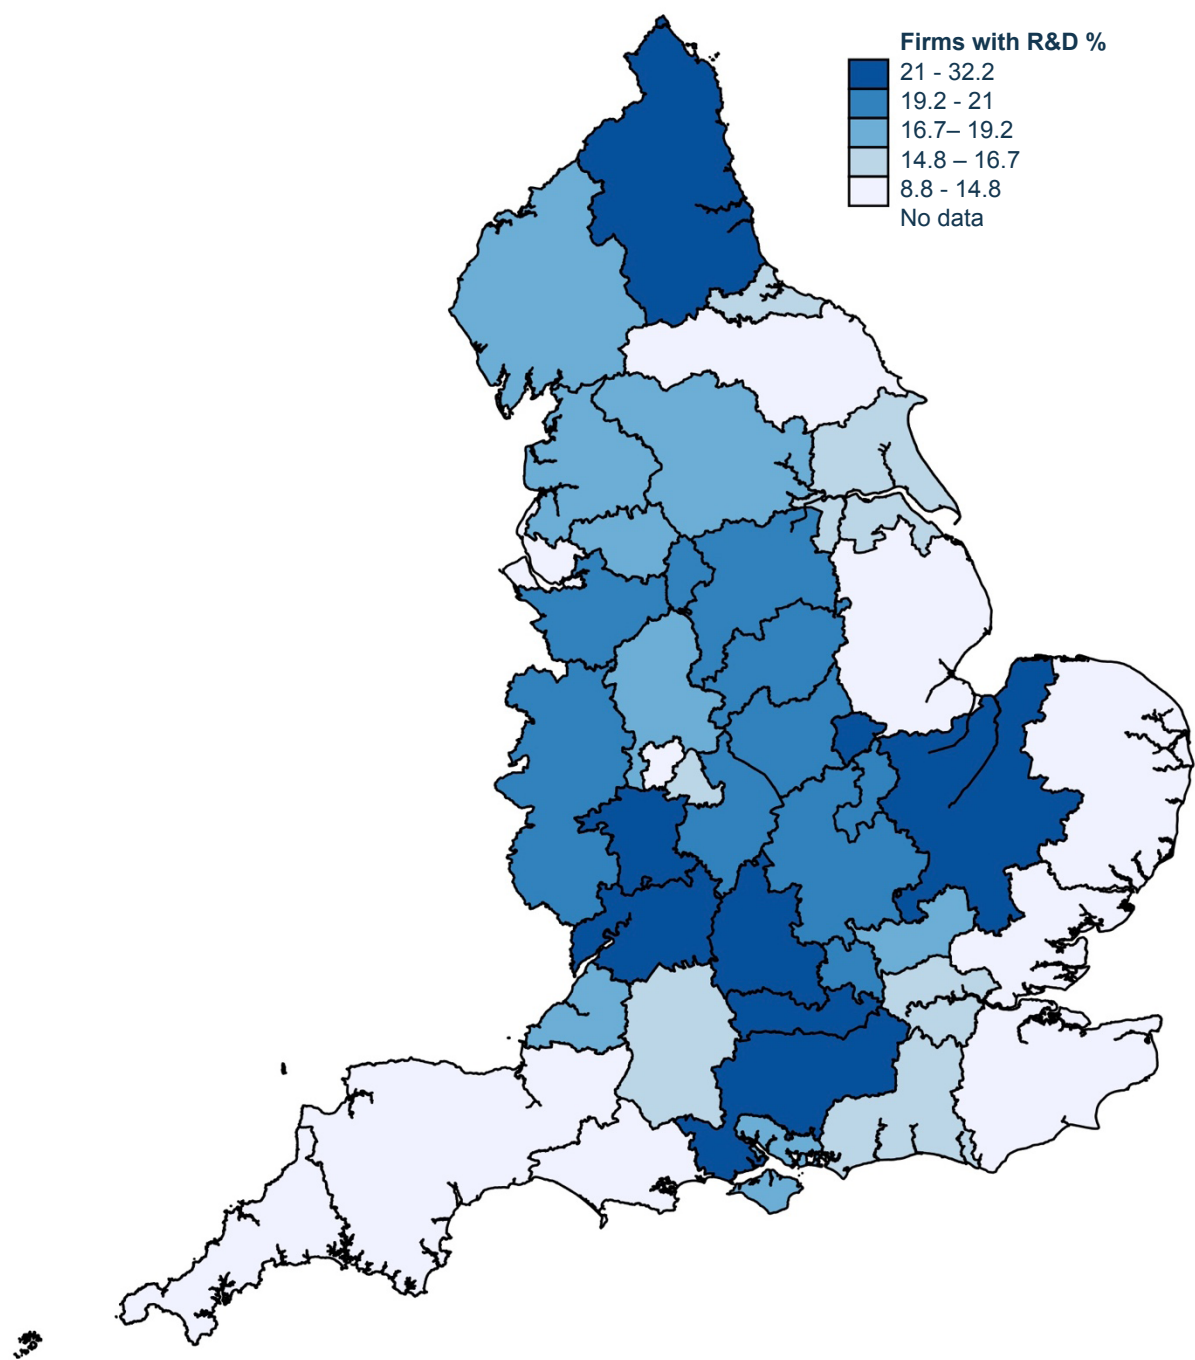 Firms with R&D %
21 - 32.2
19.2 - 21
16.7– 19.2
14.8 – 16.7
8.8 - 14.8
No data